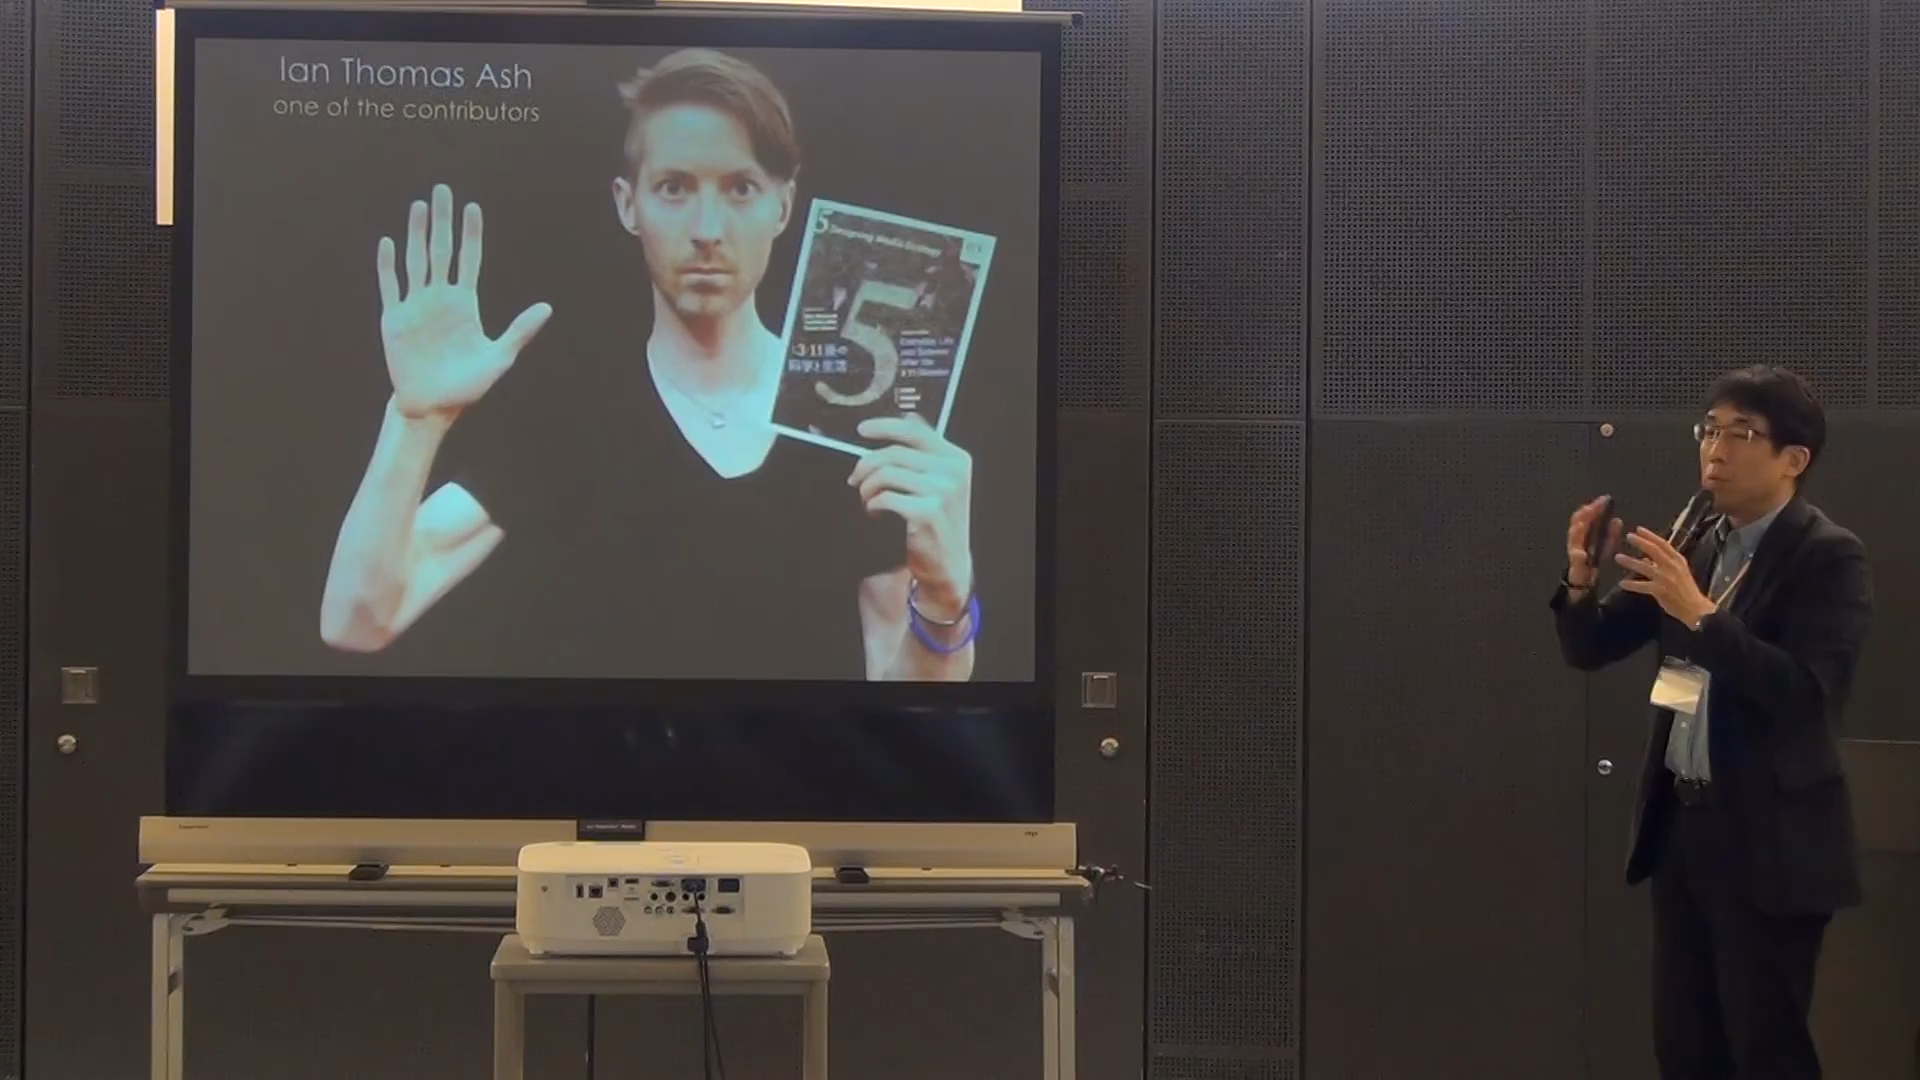 Ian Thomas Ash
one of the contributors
5
Designing Media Ecology
5
3.11後の
科学と生活
Everyday Life
and Science
after the
3.11 Disaster